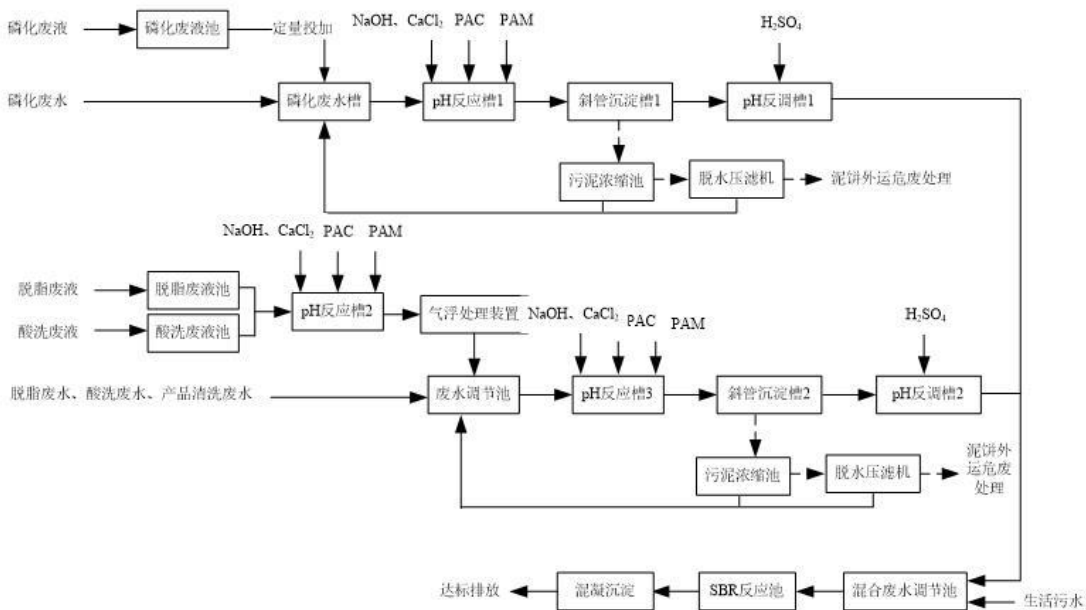 磷化废液
磷化废液池
定量投加
NaOH、CaCl₂
PAC
PAM
H₂SO₄
磷化废水
磷化废水槽
pH反应槽1
斜管沉淀槽1
pH反调槽1
污泥浓缩池
脱水压滤机
泥饼外运危废处理
NaOH、CaCl₂
PAC
PAM
脱脂废液
脱脂废液池
酸洗废液
酸洗废液池
pH反应槽2
气浮处理装置
NaOH、CaCl₂
PAC
PAM
H₂SO₄
脱脂废水、酸洗废水、产品清洗废水
废水调节池
pH反应槽3
斜管沉淀槽2
pH反调槽2
污泥浓缩池
脱水压滤机
泥饼外
运危废
处理
达标排放
混凝沉淀
SBR反应池
混合废水调节池
生活污水